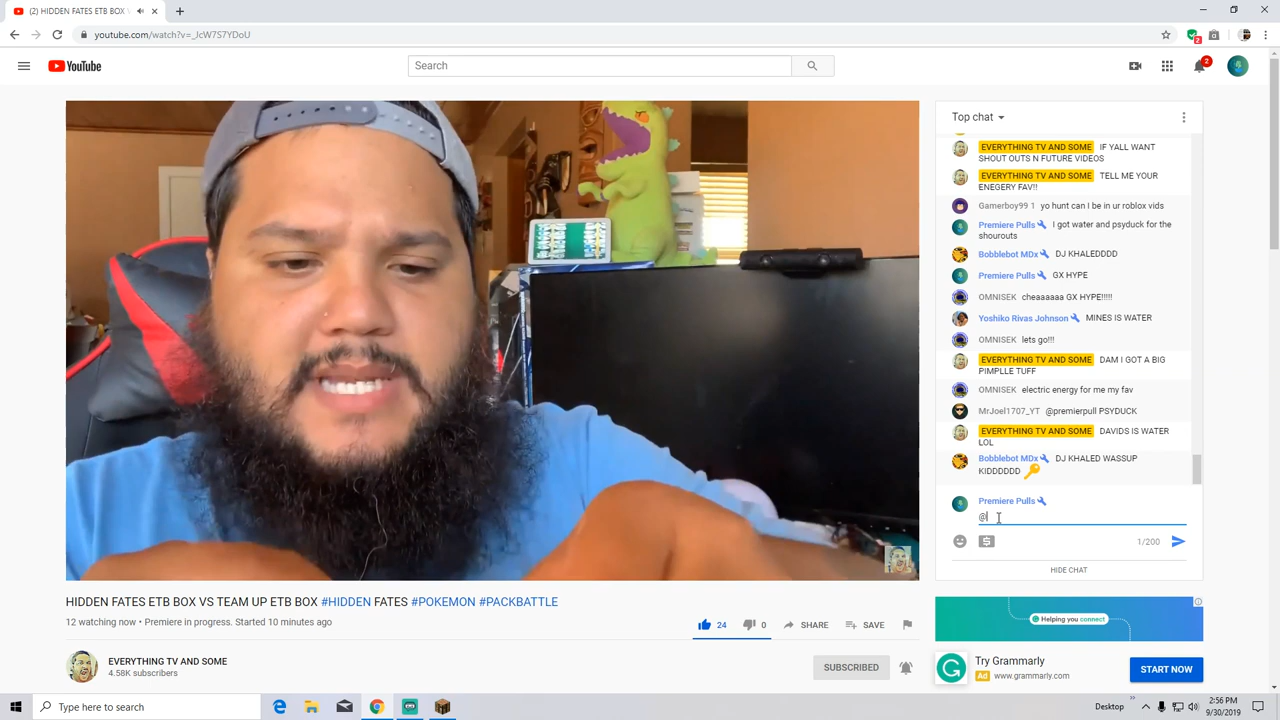 (2) HIDDEN FATES ETB BOX V
youtube.com/watch?v=_JcW7S7YDoU
2
YouTube
Search
2
Top chat
EVERYTHING TV AND SOME IF YALL WANT
SHOUT OUTS N FUTURE VIDEOS
EVERYTHING TV AND SOME TELL ME YOUR
ENEGERY FAV!!
Gamerboy99 1 yo hunt can I be in ur roblox vids
Premiere Pulls I got water and psyduck for the
shourouts
Bobblebot MDx DJ KHALEDDDD
Premiere Pulls GX HYPE
OMNISEK cheaaaaaa GX HYPE!!!!!
Yoshiko Rivas Johnson MINES IS WATER
OMNISEK lets go!!!
EVERYTHING TV AND SOME DAM I GOT A BIG
PIMPLLE TUFF
OMNISEK electric energy for me my fav
MrJoel1707_YT @premierpull PSYDUCK
EVERYTHING TV AND SOME DAVIDS IS WATER
LOL
Bobblebot MDx DJ KHALED WASSUP
KIDDDDDD
Premiere Pulls
@
1/200
HIDE CHAT
HIDDEN FATES ETB BOX VS TEAM UP ETB BOX #HIDDEN FATES #POKEMON #PACKBATTLE
12 watching now • Premiere in progress. Started 10 minutes ago
24 0 SHARE SAVE
EVERYTHING TV AND SOME
4.58K subscribers
SUBSCRIBED
Helping you connect
Try Grammarly
Ad www.grammarly.com
START NOW
Type here to search
Desktop
2:56 PM
9/30/2019